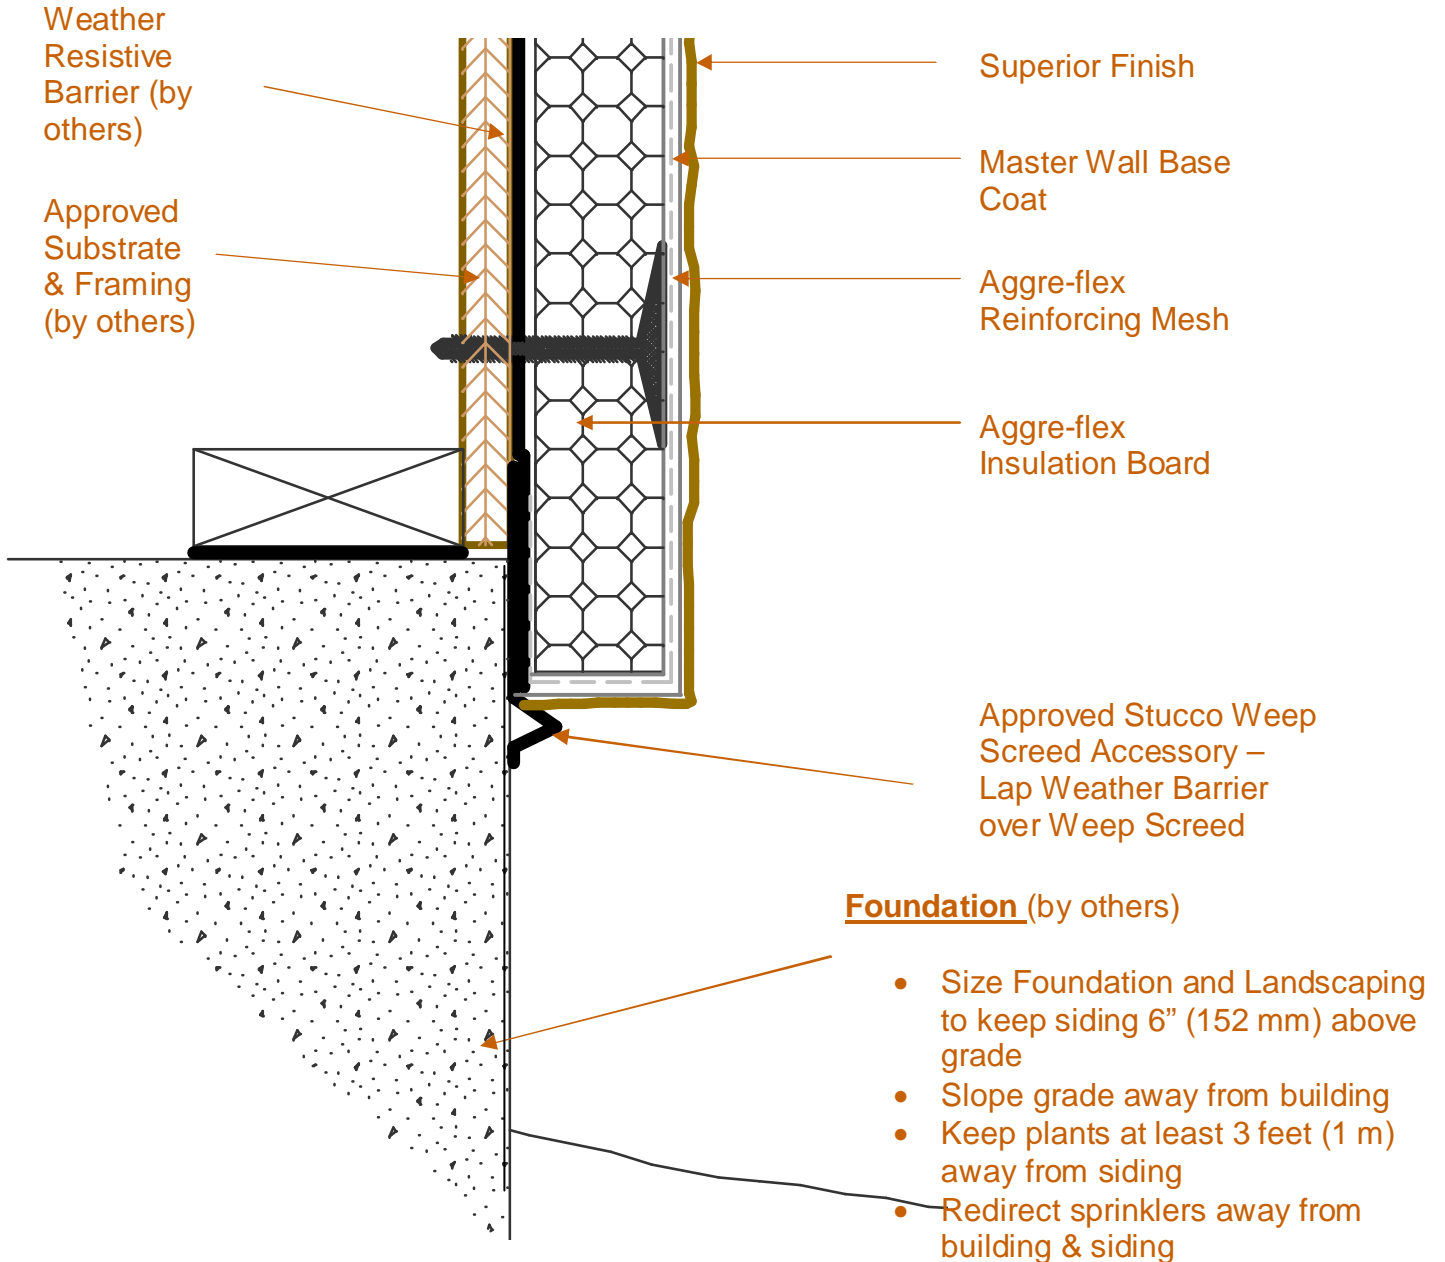 Weather
Resistive
Barrier (by
others)
Approved
Substrate
& Framing
(by others)
Superior Finish
Master Wall Base
Coat
Aggre-flex
Reinforcing Mesh
Aggre-flex
Insulation Board
Approved Stucco Weep
Screed Accessory –
Lap Weather Barrier
over Weep Screed
Foundation (by others)
• Size Foundation and Landscaping
to keep siding 6” (152 mm) above
grade
• Slope grade away from building
• Keep plants at least 3 feet (1 m)
away from siding
• Redirect sprinklers away from
building & siding